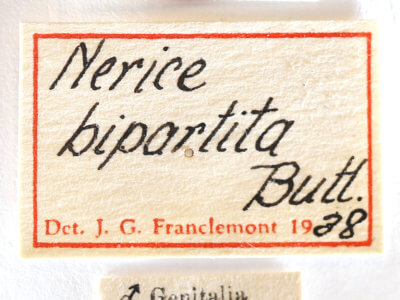 Nerice
bipartita
Butl.
Det. J. G. Franclemont 1938
♂ Genitalia